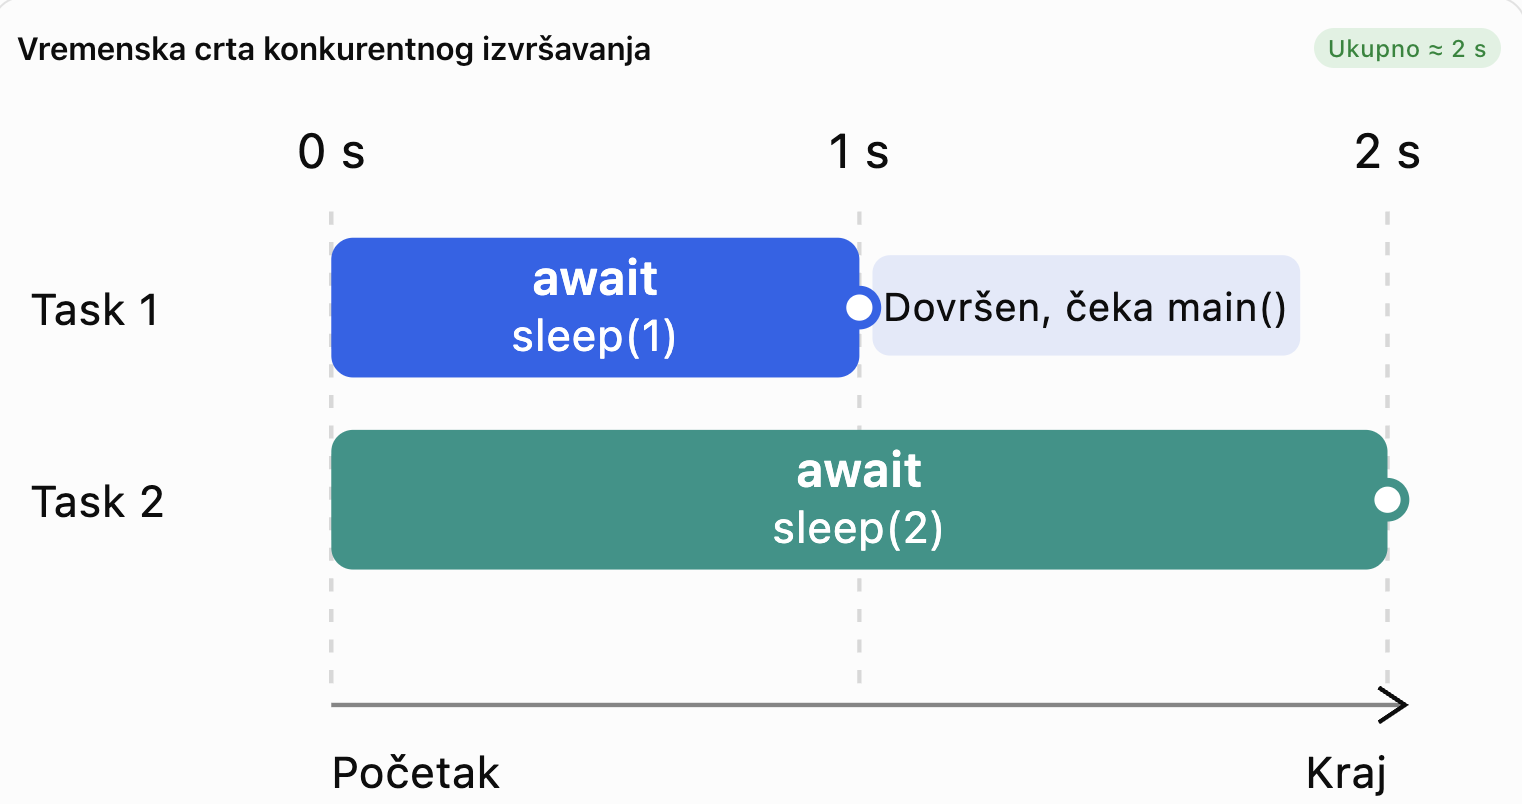 Vremenska crta konkurentnog izvršavanja
Ukupno ≈ 2 s
0 s
1 s
2 s
Task 1
await
sleep(1)
Dovršen, čeka main()
Task 2
await
sleep(2)
Početak
Kraj